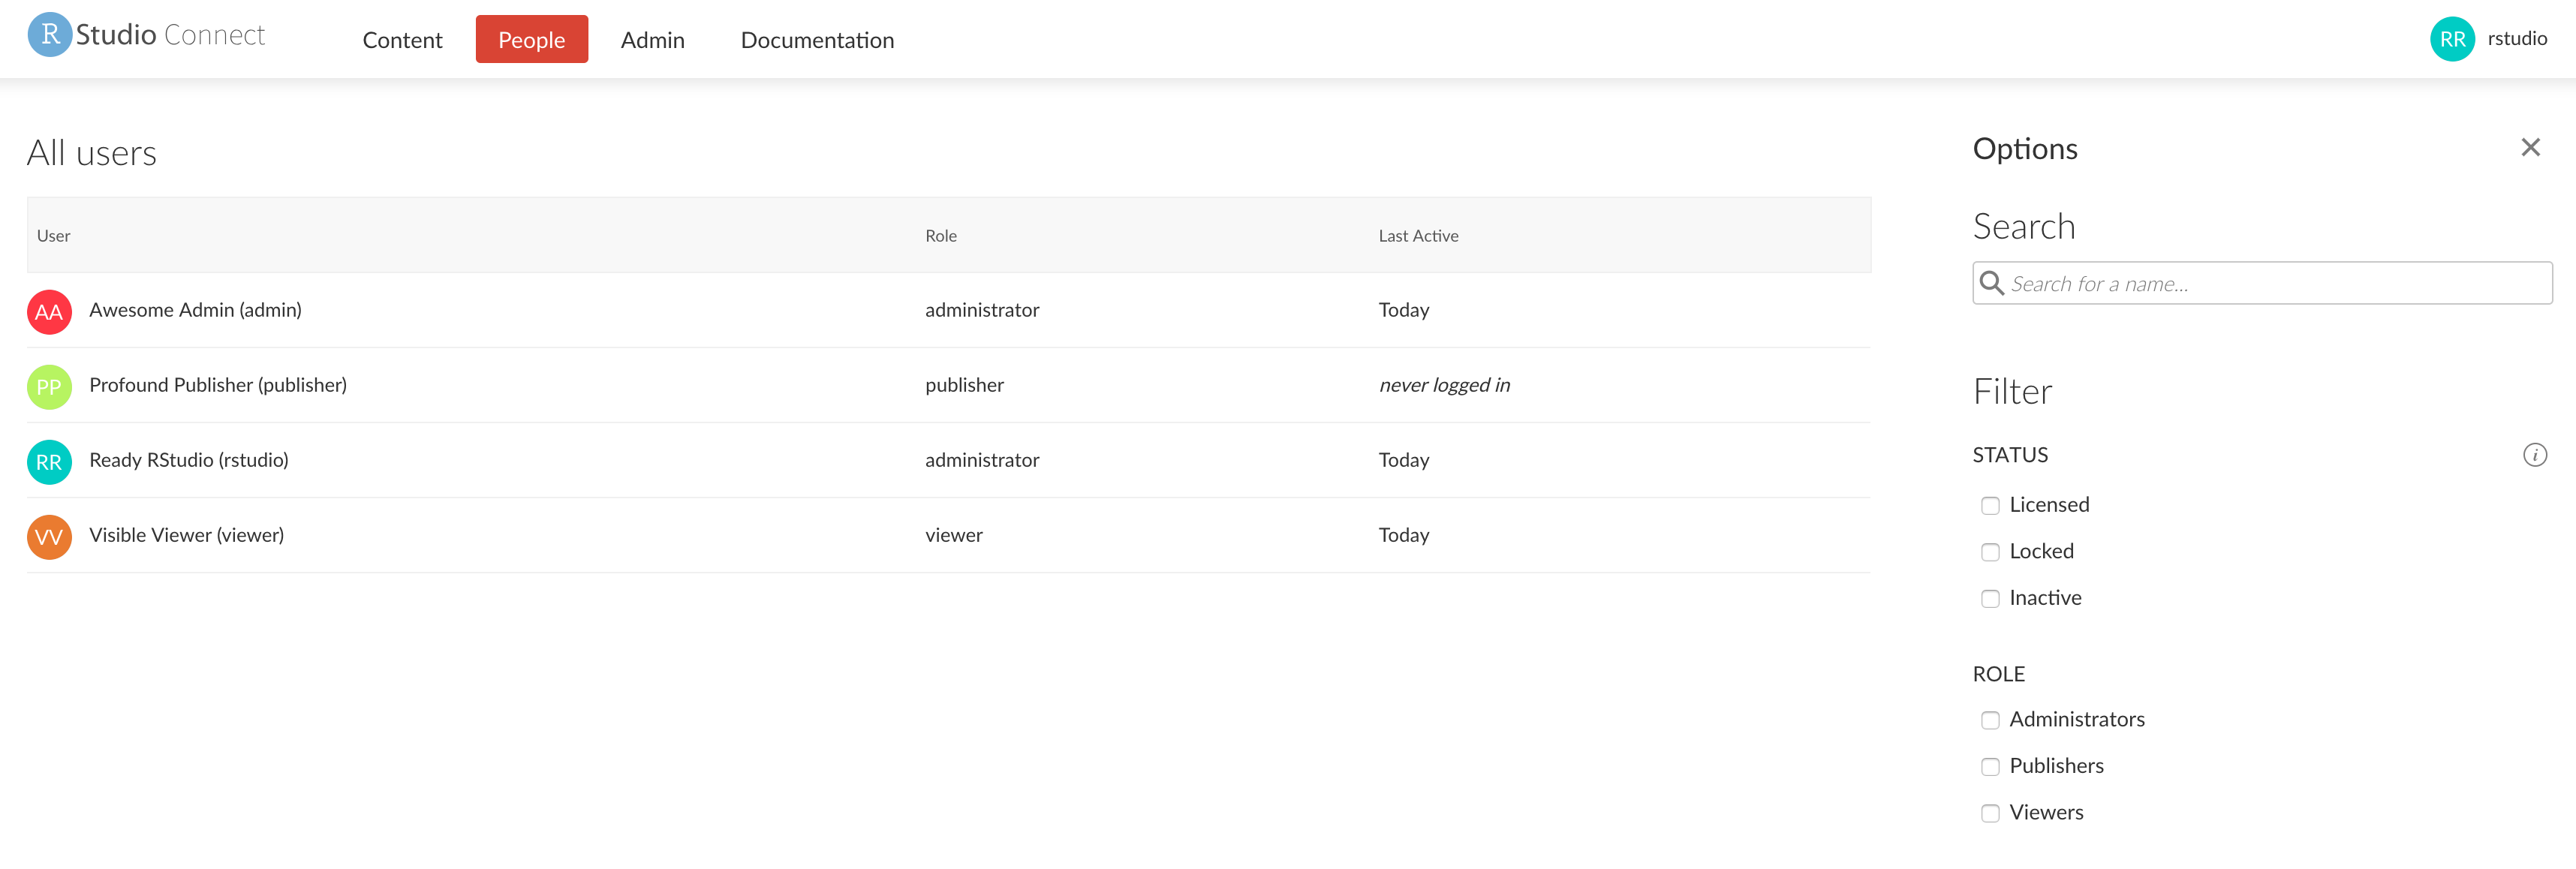 R Studio Connect Content People Admin Documentation RR rstudio
All users
User Role Last Active
AA Awesome Admin (admin) administrator Today
PP Profound Publisher (publisher) publisher never logged in
RR Ready RStudio (rstudio) administrator Today
VV Visible Viewer (viewer) viewer Today
Options
Search
Search for a name...
Filter
STATUS i
Licensed
Locked
Inactive
ROLE
Administrators
Publishers
Viewers